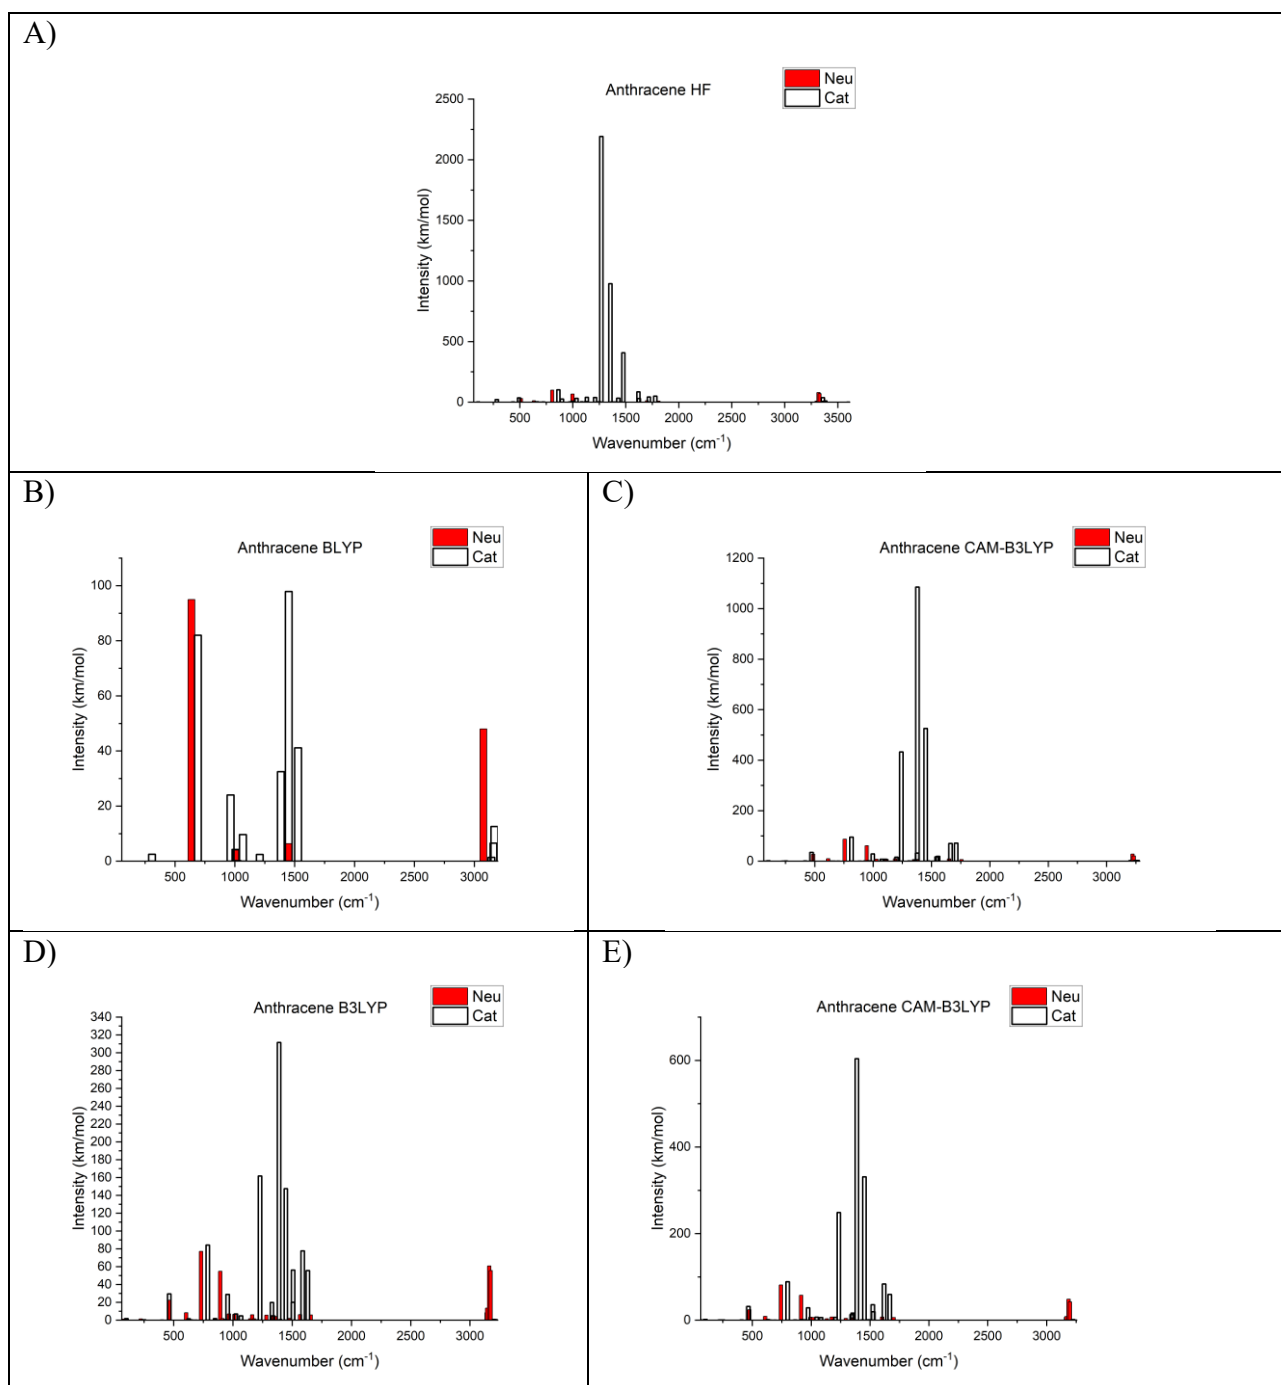 A)
Anthracene HF
Neu
Cat
2500
2000
1500
1000
500
0
Intensity (km/mol)
500 1000 1500 2000 2500 3000 3500
Wavenumber (cm⁻¹)
B)
Anthracene BLYP
Neu
Cat
100
80
60
40
20
0
Intensity (km/mol)
500 1000 1500 2000 2500 3000
Wavenumber (cm⁻¹)
C)
Anthracene CAM-B3LYP
Neu
Cat
1200
1000
800
600
400
200
0
Intensity (km/mol)
500 1000 1500 2000 2500 3000
Wavenumber (cm⁻¹)
D)
Anthracene B3LYP
Neu
Cat
340
320
300
280
260
240
220
200
180
160
140
120
100
80
60
40
20
0
Intensity (km/mol)
500 1000 1500 2000 2500 3000
Wavenumber (cm⁻¹)
E)
Anthracene CAM-B3LYP
Neu
Cat
600
400
200
0
Intensity (km/mol)
500 1000 1500 2000 2500 3000
Wavenumber (cm⁻¹)